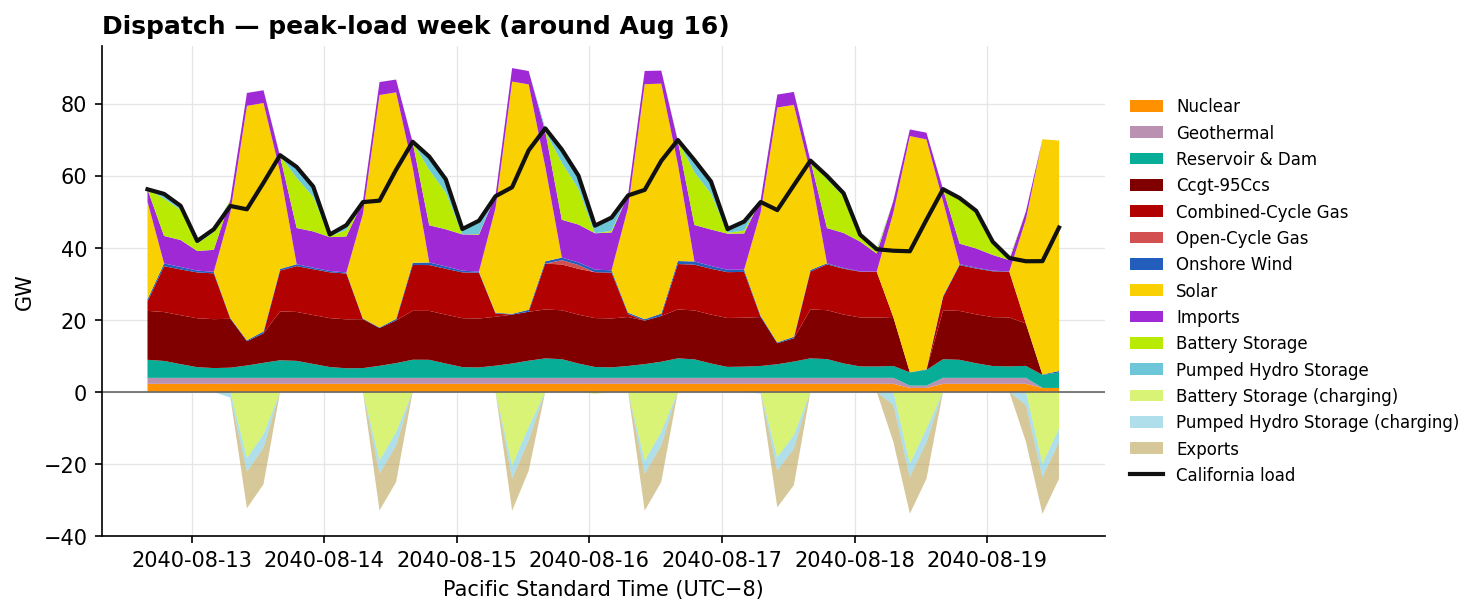 Dispatch — peak-load week (around Aug 16)
GW
80
60
40
20
0
−20
−40
2040-08-13 2040-08-14 2040-08-15 2040-08-16 2040-08-17 2040-08-18 2040-08-19
Pacific Standard Time (UTC−8)
Nuclear
Geothermal
Reservoir & Dam
Ccgt-95Ccs
Combined-Cycle Gas
Open-Cycle Gas
Onshore Wind
Solar
Imports
Battery Storage
Pumped Hydro Storage
Battery Storage (charging)
Pumped Hydro Storage (charging)
Exports
California load